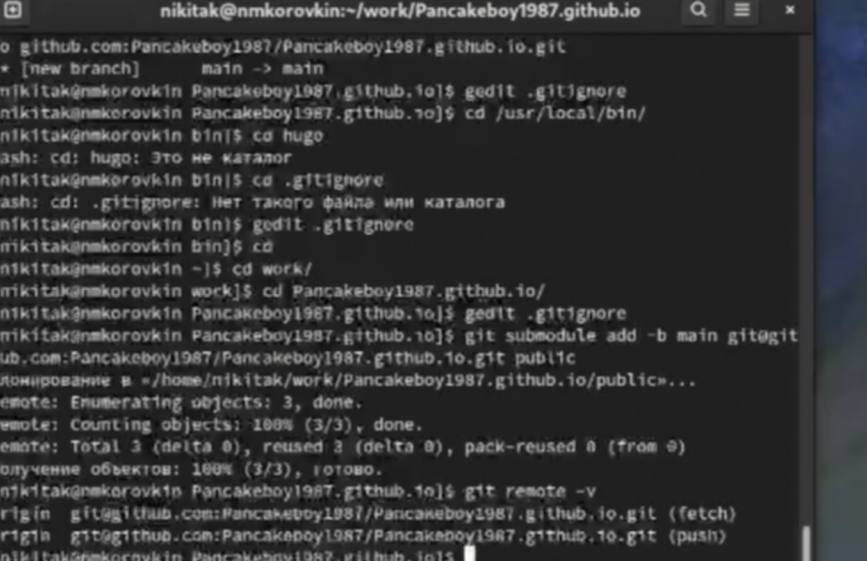 nikitak@nmkorovkin:~/work/Pancakeboy1987.github.io
o github.com:Pancakeboy1987/Pancakeboy1987.github.io.git
* [new branch]      main -> main
nikitak@nmkorovkin Pancakeboy1987.github.io]$ gedit .gitignore
nikitak@nmkorovkin Pancakeboy1987.github.io]$ cd /usr/local/bin/
nikitak@nmkorovkin bin]$ cd hugo
ash: cd: hugo: Это не каталог
nikitak@nmkorovkin bin]$ cd .gitignore
ash: cd: .gitignore: Нет такого файла или каталога
nikitak@nmkorovkin bin]$ gedit .gitignore
nikitak@nmkorovkin bin]$ cd
nikitak@nmkorovkin ~]$ cd work/
nikitak@nmkorovkin work]$ cd Pancakeboy1987.github.io/
nikitak@nmkorovkin Pancakeboy1987.github.io]$ gedit .gitignore
nikitak@nmkorovkin Pancakeboy1987.github.io]$ git submodule add -b main git@git
ub.com:Pancakeboy1987/Pancakeboy1987.github.io.git public
лонирование в «/home/nikitak/work/Pancakeboy1987.github.io/public»...
emote: Enumerating objects: 3, done.
emote: Counting objects: 100% (3/3), done.
emote: Total 3 (delta 0), reused 3 (delta 0), pack-reused 0 (from 0)
олучение объектов: 100% (3/3), готово.
nikitak@nmkorovkin Pancakeboy1987.github.io]$ git remote -v
rigin  git@github.com:Pancakeboy1987/Pancakeboy1987.github.io.git (fetch)
rigin  git@github.com:Pancakeboy1987/Pancakeboy1987.github.io.git (push)
nikitak@nmkorovkin Pancakeboy1987.github.io]$